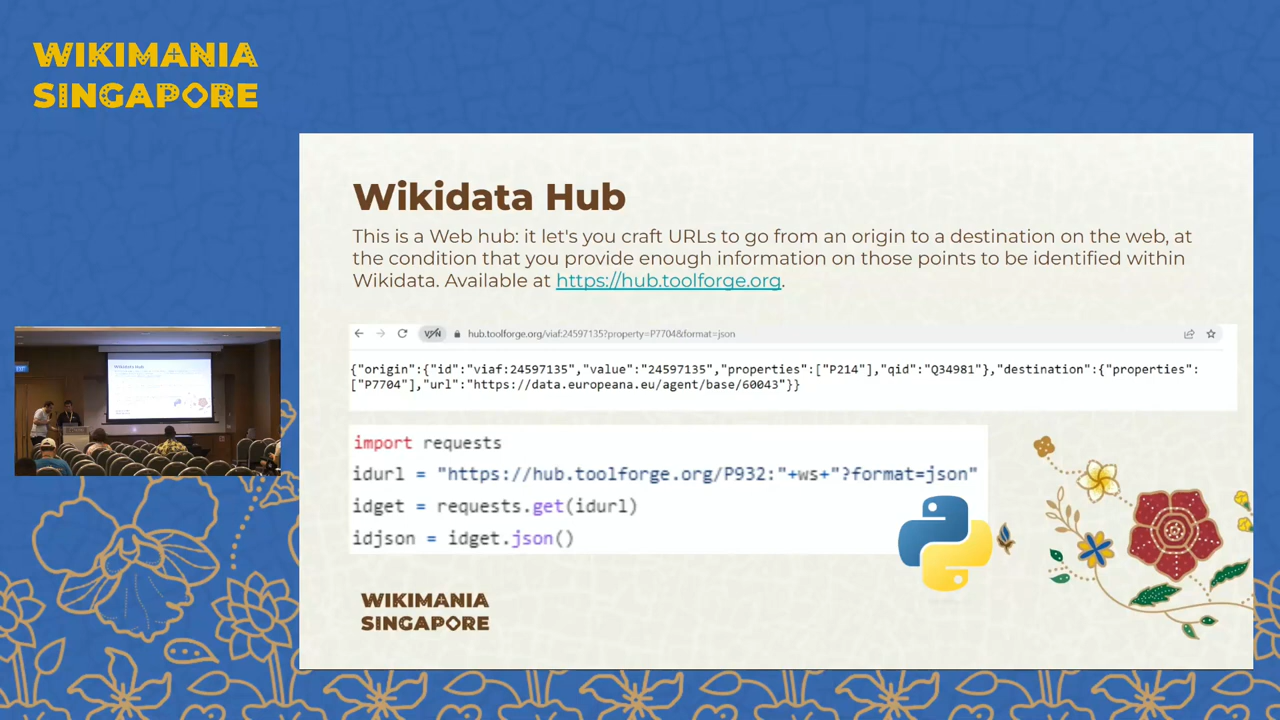 WIKIMANIA
SINGAPORE
Wikidata Hub
This is a Web hub: it let's you craft URLs to go from an origin to a destination on the web, at
the condition that you provide enough information on those points to be identified within
Wikidata. Available at https://hub.toolforge.org.
VPN
hub.toolforge.org/viaf:24597135?property=P7704&format=json
{"origin":{"id":"viaf:24597135","value":"24597135","properties":["P214"],"qid":"Q34981"},"destination":{"properties":
["P7704"],"url":"https://data.europeana.eu/agent/base/60043"}}
import requests
idurl = "https://hub.toolforge.org/P932:"+ws+"?format=json"
idget = requests.get(idurl)
idjson = idget.json()
WIKIMANIA
SINGAPORE
Wikidata Hub